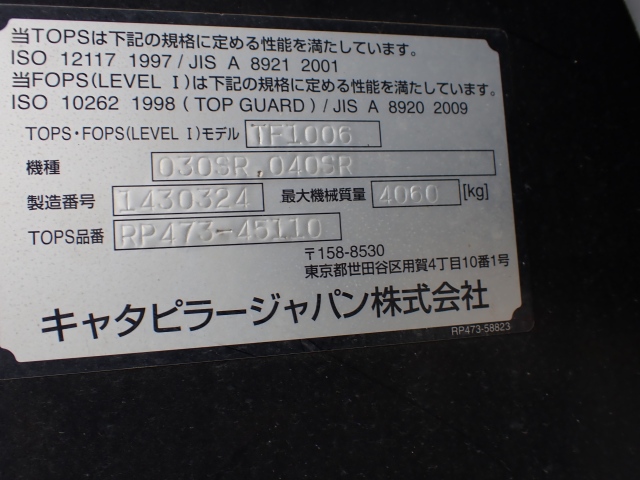 当TOPSは下記の規格に定める性能を満たしています。
ISO 12117 1997 / JIS A 8921 2001
当FOPS(LEVEL Ⅰ)は下記の規格に定める性能を満たしています。
ISO 10262 1998 ( TOP GUARD ) / JIS A 8920 2009
TOPS・FOPS(LEVEL Ⅰ)モデル TF1006
機種 030SR,040SR
製造番号 1430324 最大機械質量 4060 [kg]
TOPS品番 RP473-45110
〒158-8530
東京都世田谷区用賀4丁目10番1号
キャタピラージャパン株式会社
RP473-58823